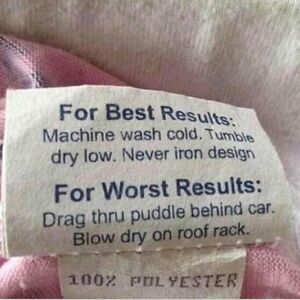 For Best Results:
Machine wash cold. Tumble
dry low. Never iron design
For Worst Results:
Drag thru puddle behind car.
Blow dry on roof rack.
100% POLYESTER